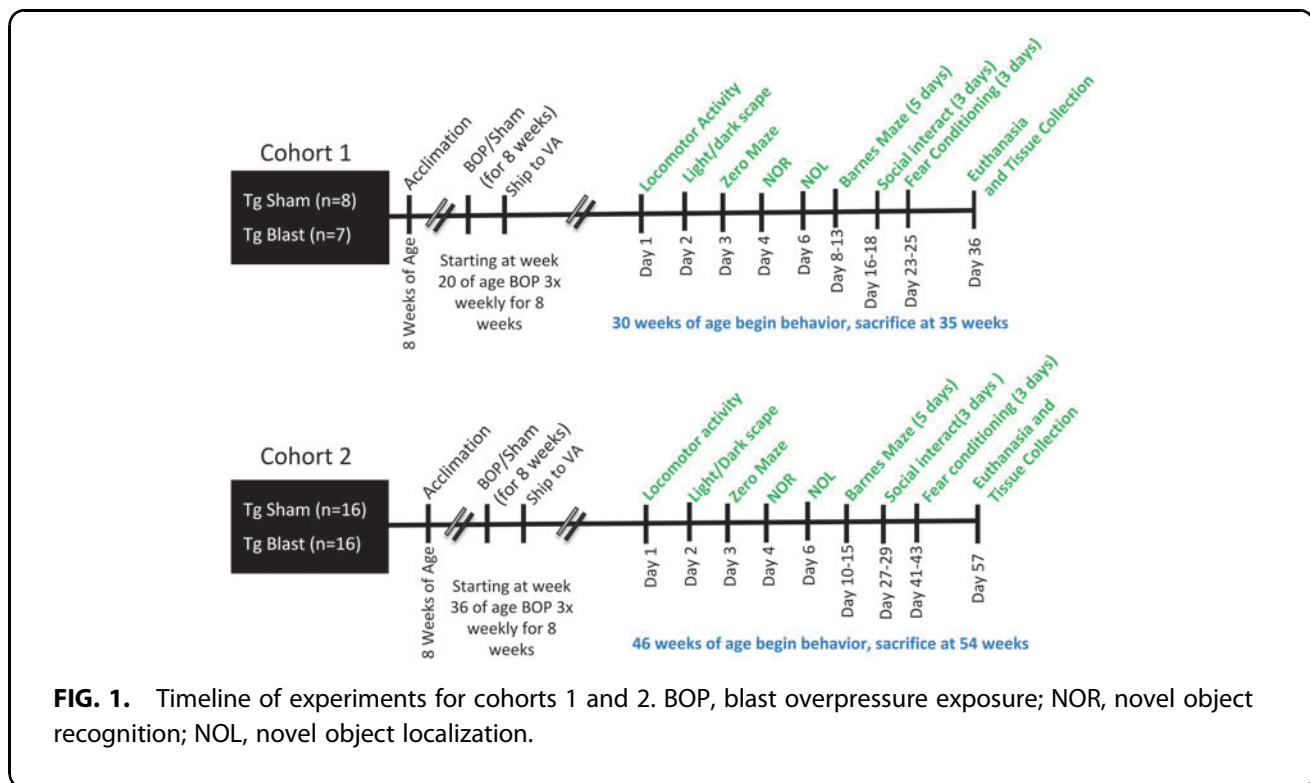 Cohort 1
Tg Sham (n=8)
Tg Blast (n=7)
Acclimation
BOP/Sham
(for 8 weeks)
Ship to VA
Locomotor Activity
Light/dark scape
Zero Maze
NOR
NOL
Barnes Maze (5 days)
Social interact (3 days)
Fear Conditioning (3 days)
Euthanasia
and Tissue Collection
8 Weeks of Age
Starting at week
20 of age BOP 3x
weekly for 8
weeks
Day 1
Day 2
Day 3
Day 4
Day 6
Day 8-13
Day 16-18
Day 23-25
Day 36
30 weeks of age begin behavior, sacrifice at 35 weeks
Cohort 2
Tg Sham (n=16)
Tg Blast (n=16)
Acclimation
BOP/Sham
(for 8 weeks)
Ship to VA
Locomotor activity
Light/Dark scape
Zero Maze
NOR
NOL
Barnes Maze (5 days)
Social interact(3 days )
Fear conditioning (3 days)
Euthanasia and
Tissue Collection
8 Weeks of Age
Starting at week
36 of age BOP 3x
weekly for 8
weeks
Day 1
Day 2
Day 3
Day 4
Day 6
Day 10-15
Day 27-29
Day 41-43
Day 57
46 weeks of age begin behavior, sacrifice at 54 weeks
FIG. 1. Timeline of experiments for cohorts 1 and 2. BOP, blast overpressure exposure; NOR, novel object
recognition; NOL, novel object localization.